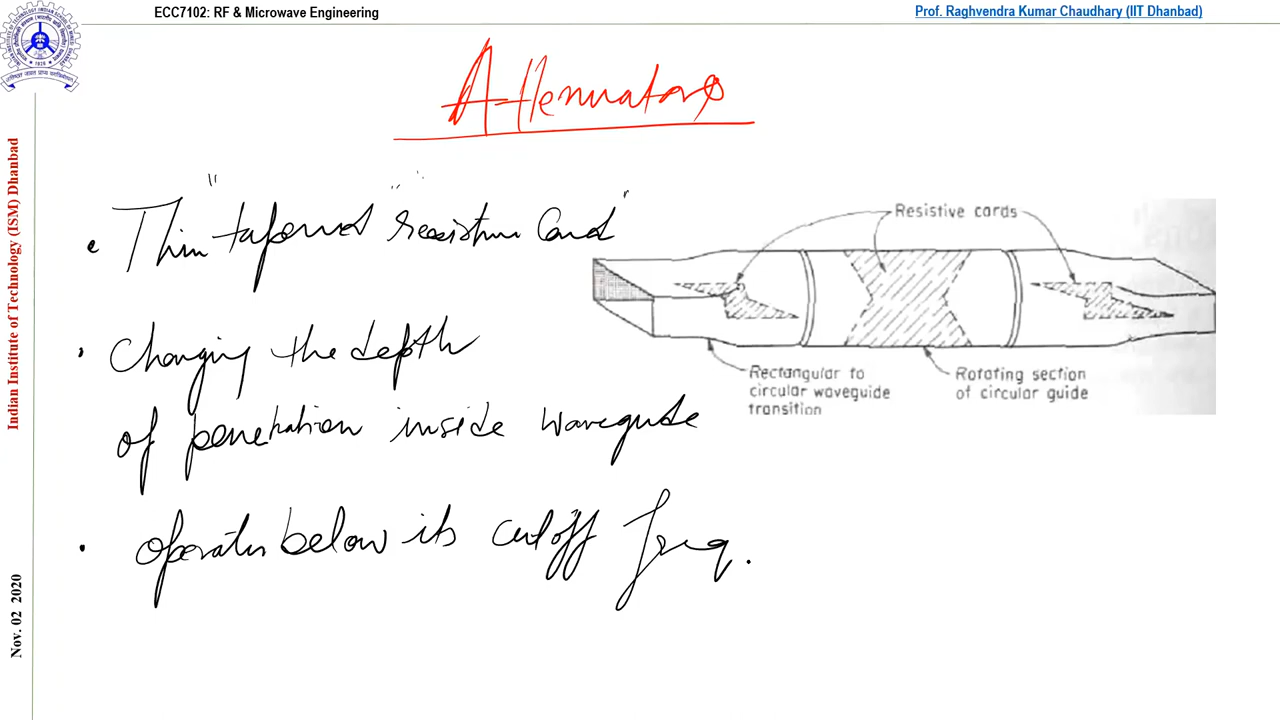 ECC7102: RF & Microwave Engineering
Prof. Raghvendra Kumar Chaudhary (IIT Dhanbad)
Attenuators
• Thin "tapered" "resistive Card"
• Changing the depth
of penetration inside waveguide
• operates below its cutoff freq.
Resistive cards
Rectangular to
circular waveguide
transition
Rotating section
of circular guide
Indian Institute of Technology (ISM) Dhanbad
Nov. 02 2020